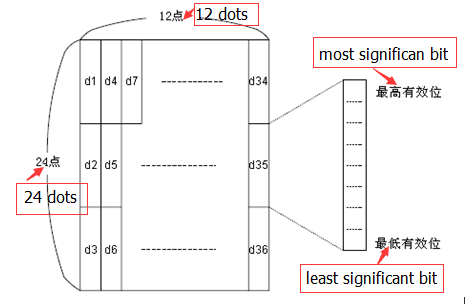 12点
12 dots
most significan bit
最高有效位
d1 d4 d7 d34
24点
24 dots
d2 d5 d35
d3 d6 d36
最低有效位
least significant bit